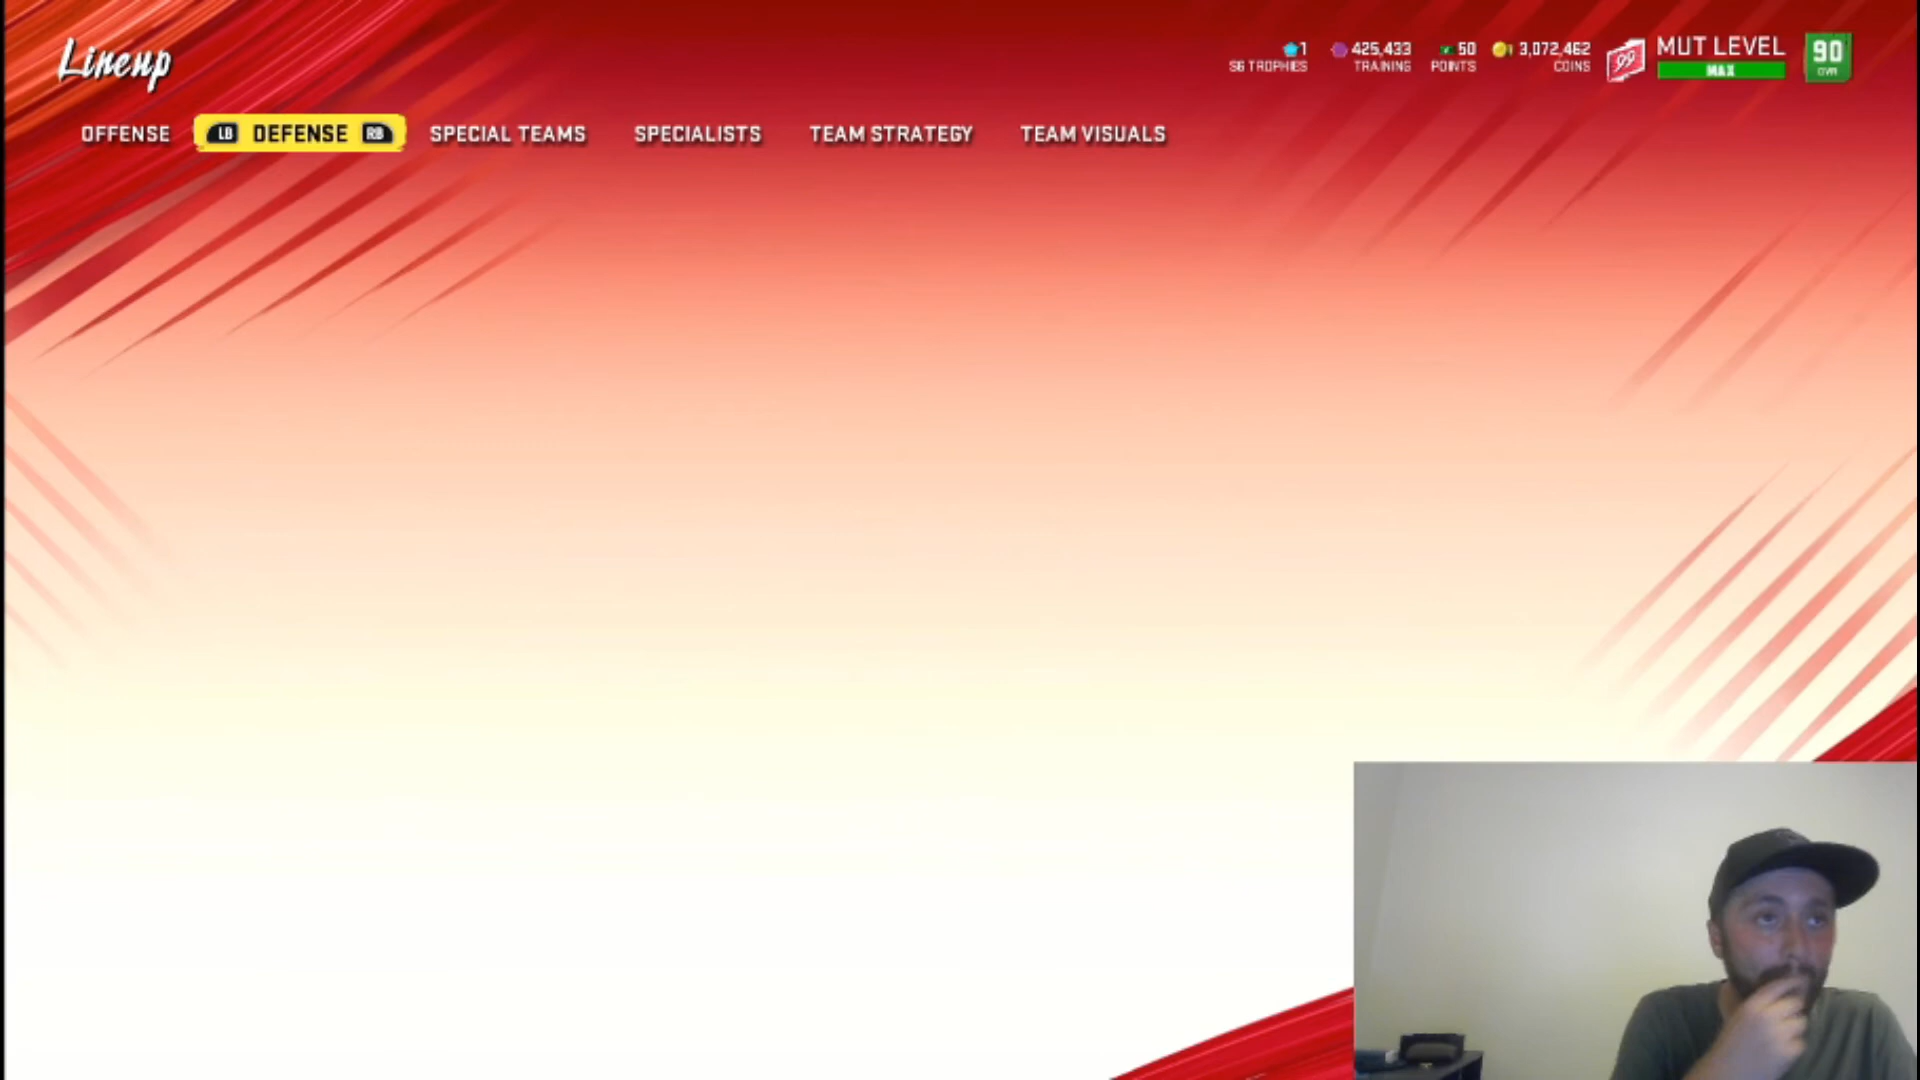 Lineup
1
S6 TROPHIES
425,433
TRAINING
50
POINTS
3,072,462
COINS
99
MUT LEVEL
MAX
90
OVR
OFFENSE
LB DEFENSE RB
SPECIAL TEAMS
SPECIALISTS
TEAM STRATEGY
TEAM VISUALS